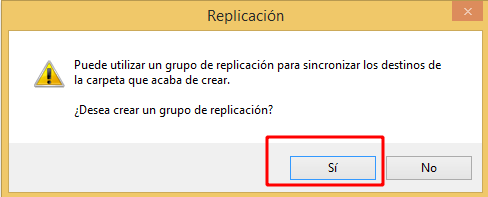 Replicación
Puede utilizar un grupo de replicación para sincronizar los destinos de
la carpeta que acaba de crear.
¿Desea crear un grupo de replicación?
Sí
No